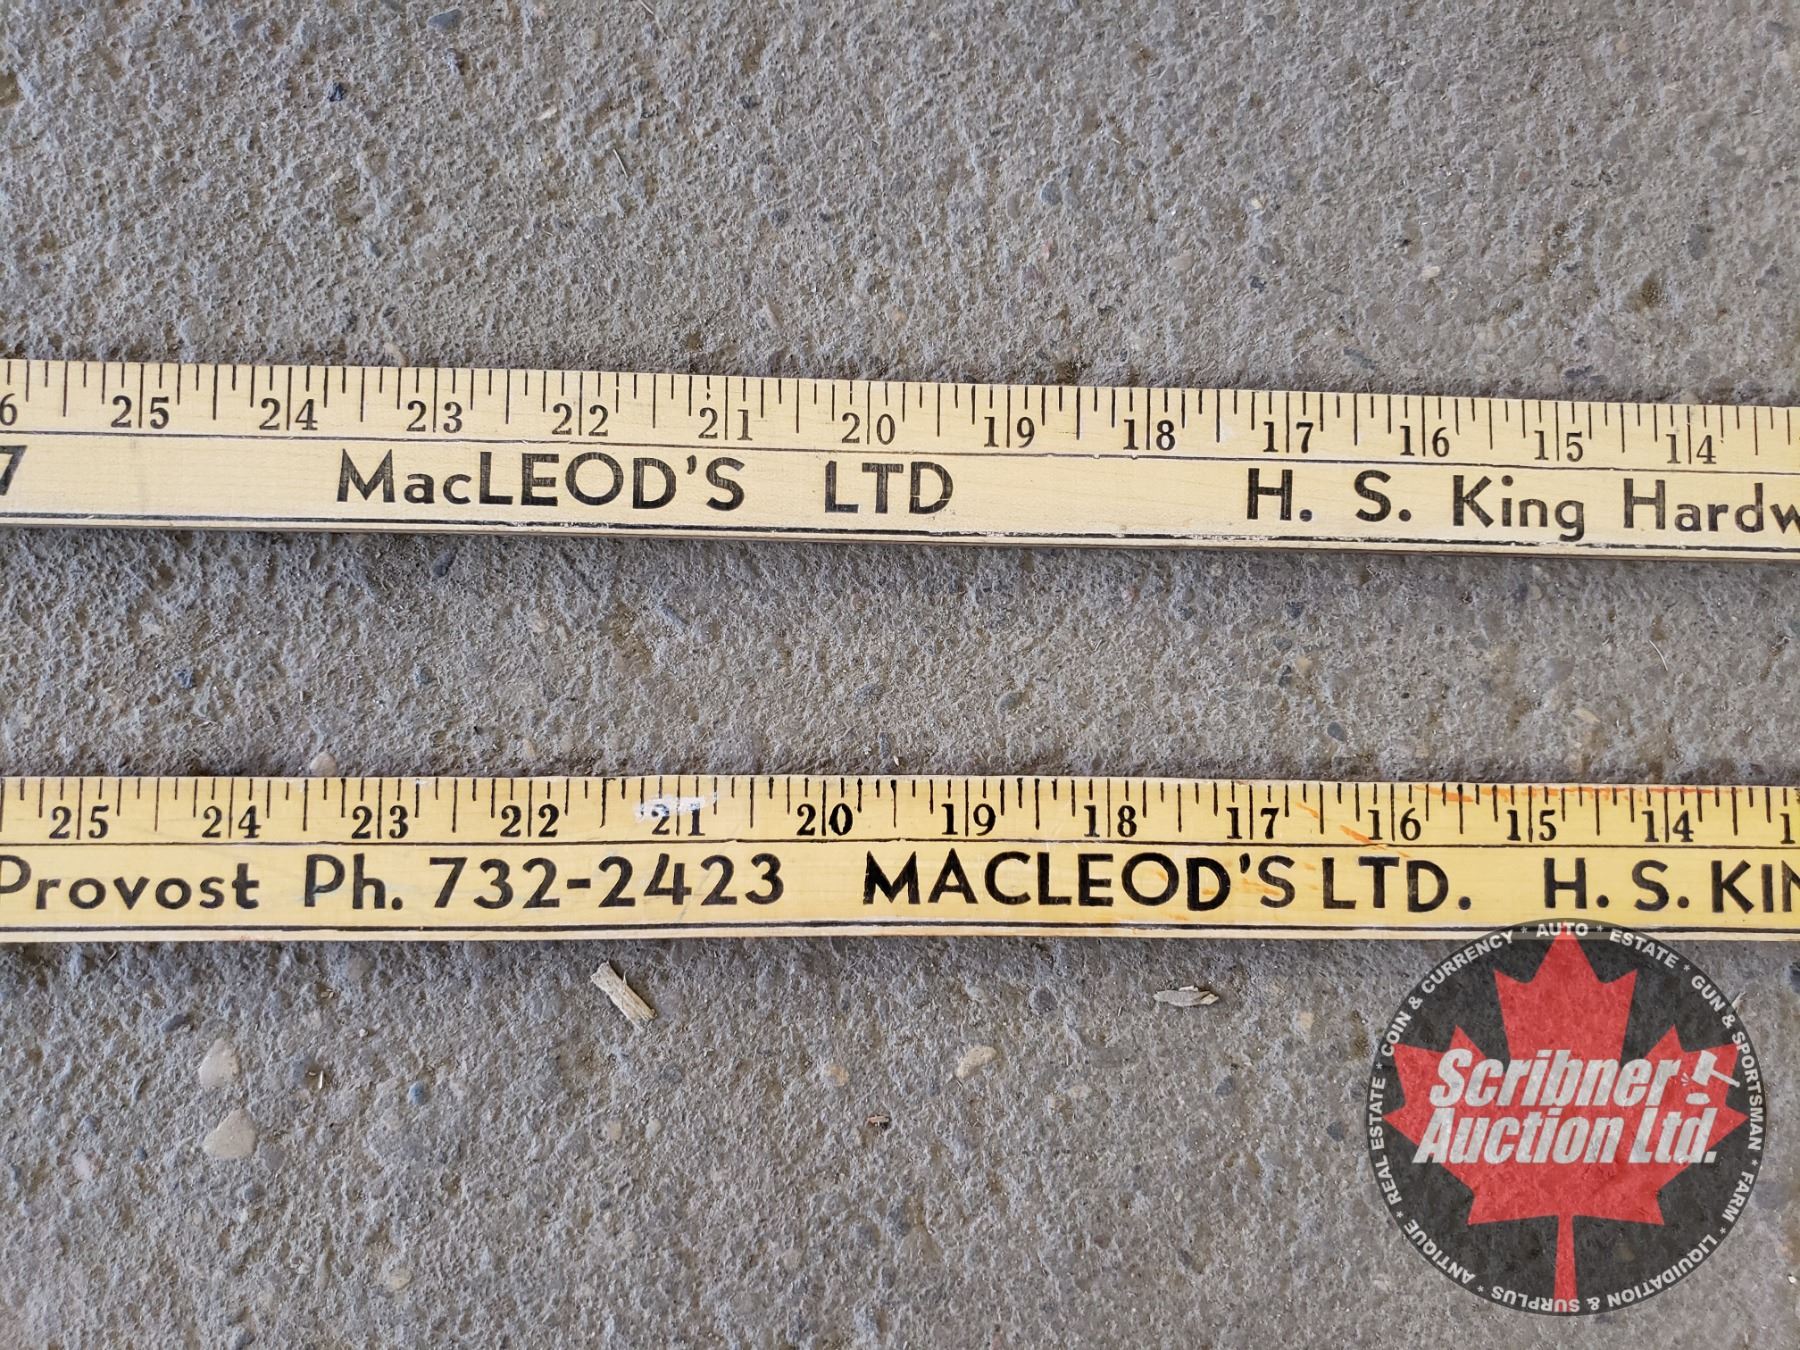 6 25 24 23 22 21 20 19 18 17 16 15 14
7 MacLEOD'S LTD H. S. King Hardw
25 24 23 22 21 20 19 18 17 16 15 14 1
Provost Ph. 732-2423 MACLEOD'S LTD. H. S. KIN
ANTIQUE * REAL ESTATE * COIN & CURRENCY * AUTO * ESTATE * GUN & SPORTSMAN * FARM * LIQUIDATION & SURPLUS *
Scribner
Auction Ltd.